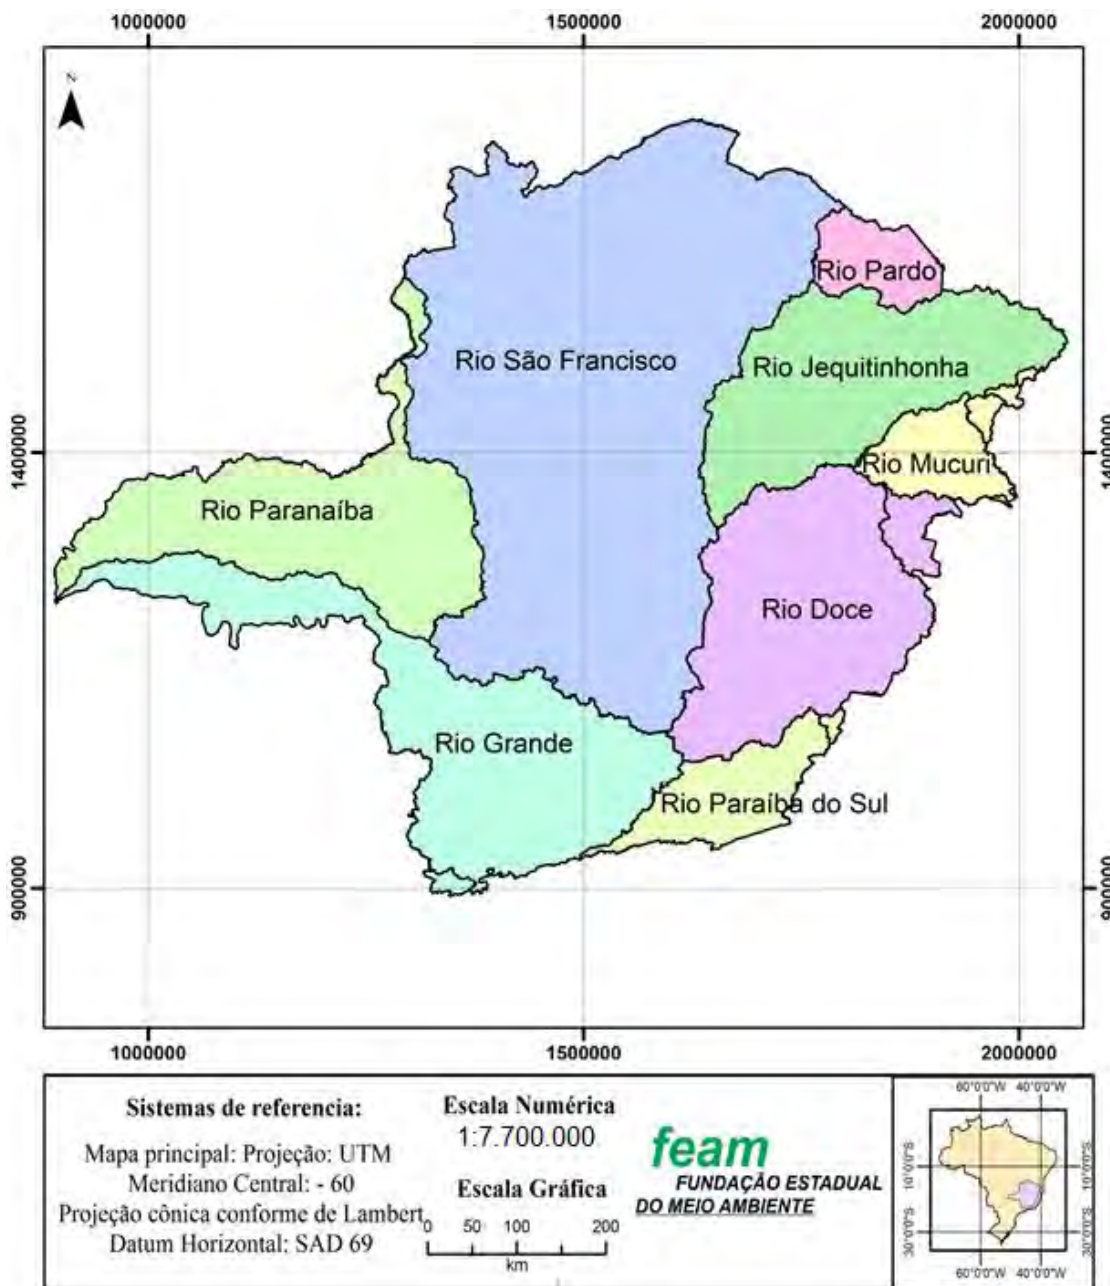 1000000 1500000 2000000
N
Rio Pardo
Rio São Francisco
Rio Jequitinhonha
1400000 1400000
Rio Mucuri
Rio Paranaíba
Rio Doce
Rio Grande
Rio Paraíba do Sul
900000 900000
1000000 1500000 2000000
Sistemas de referencia:
Mapa principal: Projeção: UTM
Meridiano Central: - 60
Projeção cônica conforme de Lambert
Datum Horizontal: SAD 69
Escala Numérica
1:7.700.000
Escala Gráfica
0 50 100 200
km
feam
FUNDAÇÃO ESTADUAL
DO MEIO AMBIENTE
60°0'0"W 40°0'0"W
10°0'0"S 10°0'0"S
30°0'0"S 30°0'0"S
60°0'0"W 40°0'0"W